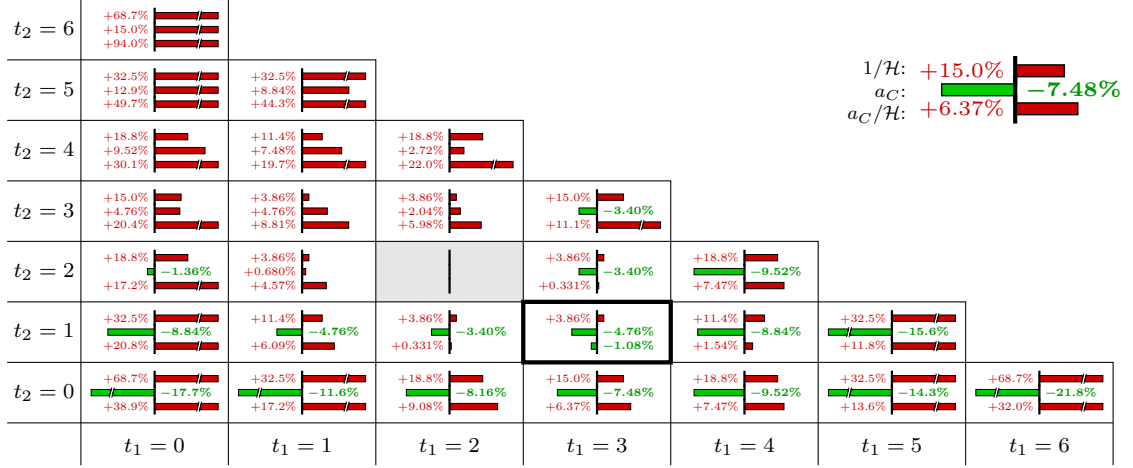 t₂ = 6 +68.7% +15.0% +94.0%
1/ℋ: +15.0%
a_C: −7.48%
a_C/ℋ: +6.37%
t₂ = 5 +32.5% +12.9% +49.7% +32.5% +8.84% +44.3%
t₂ = 4 +18.8% +9.52% +30.1% +11.4% +7.48% +19.7% +18.8% +2.72% +22.0%
t₂ = 3 +15.0% +4.76% +20.4% +3.86% +4.76% +8.81% +3.86% +2.04% +5.98% +15.0% −3.40% +11.1%
t₂ = 2 +18.8% −1.36% +17.2% +3.86% +0.680% +4.57% +3.86% −3.40% +0.331% +18.8% −9.52% +7.47%
t₂ = 1 +32.5% −8.84% +20.8% +11.4% −4.76% +6.09% +3.86% −3.40% +0.331% +3.86% −4.76% −1.08% +11.4% −8.84% +1.54% +32.5% −15.6% +11.8%
t₂ = 0 +68.7% −17.7% +38.9% +32.5% −11.6% +17.2% +18.8% −8.16% +9.08% +15.0% −7.48% +6.37% +18.8% −9.52% +7.47% +32.5% −14.3% +13.6% +68.7% −21.8% +32.0%
t₁ = 0 t₁ = 1 t₁ = 2 t₁ = 3 t₁ = 4 t₁ = 5 t₁ = 6